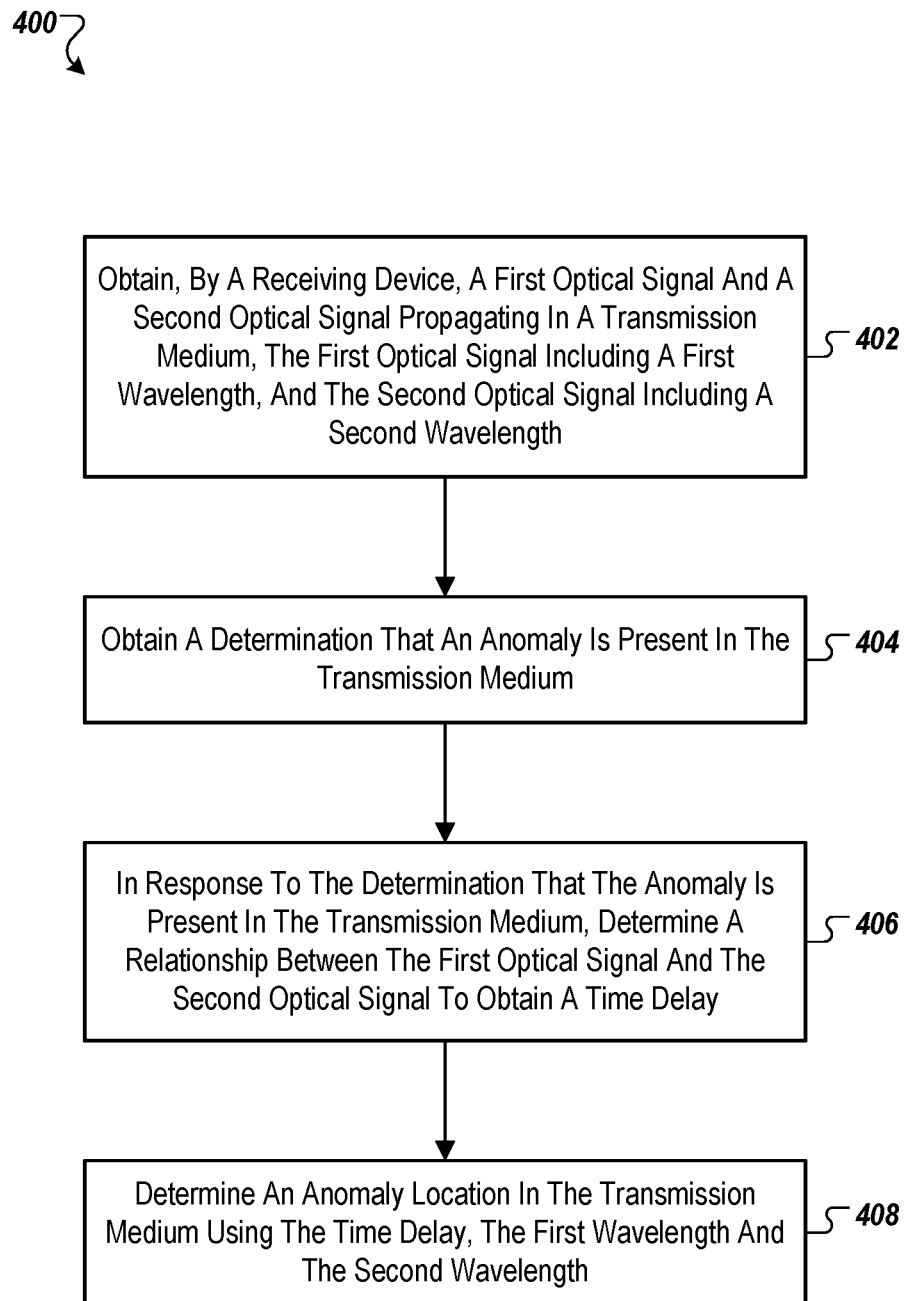 400
Obtain, By A Receiving Device, A First Optical Signal And A
Second Optical Signal Propagating In A Transmission
Medium, The First Optical Signal Including A First
Wavelength, And The Second Optical Signal Including A
Second Wavelength
402
Obtain A Determination That An Anomaly Is Present In The
Transmission Medium
404
In Response To The Determination That The Anomaly Is
Present In The Transmission Medium, Determine A
Relationship Between The First Optical Signal And The
Second Optical Signal To Obtain A Time Delay
406
Determine An Anomaly Location In The Transmission
Medium Using The Time Delay, The First Wavelength And
The Second Wavelength
408